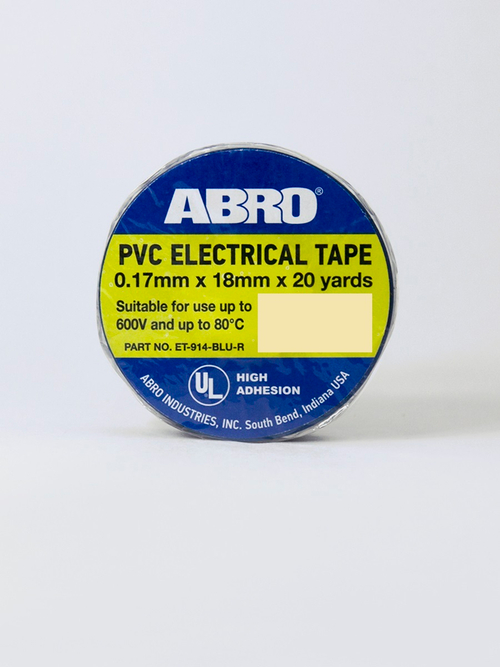 ABRO®
PVC ELECTRICAL TAPE
0.17mm x 18mm x 20 yards
Suitable for use up to
600V and up to 80°C
PART NO. ET-914-BLU-R
UL
HIGH
ADHESION
ABRO INDUSTRIES, INC. South Bend, Indiana USA